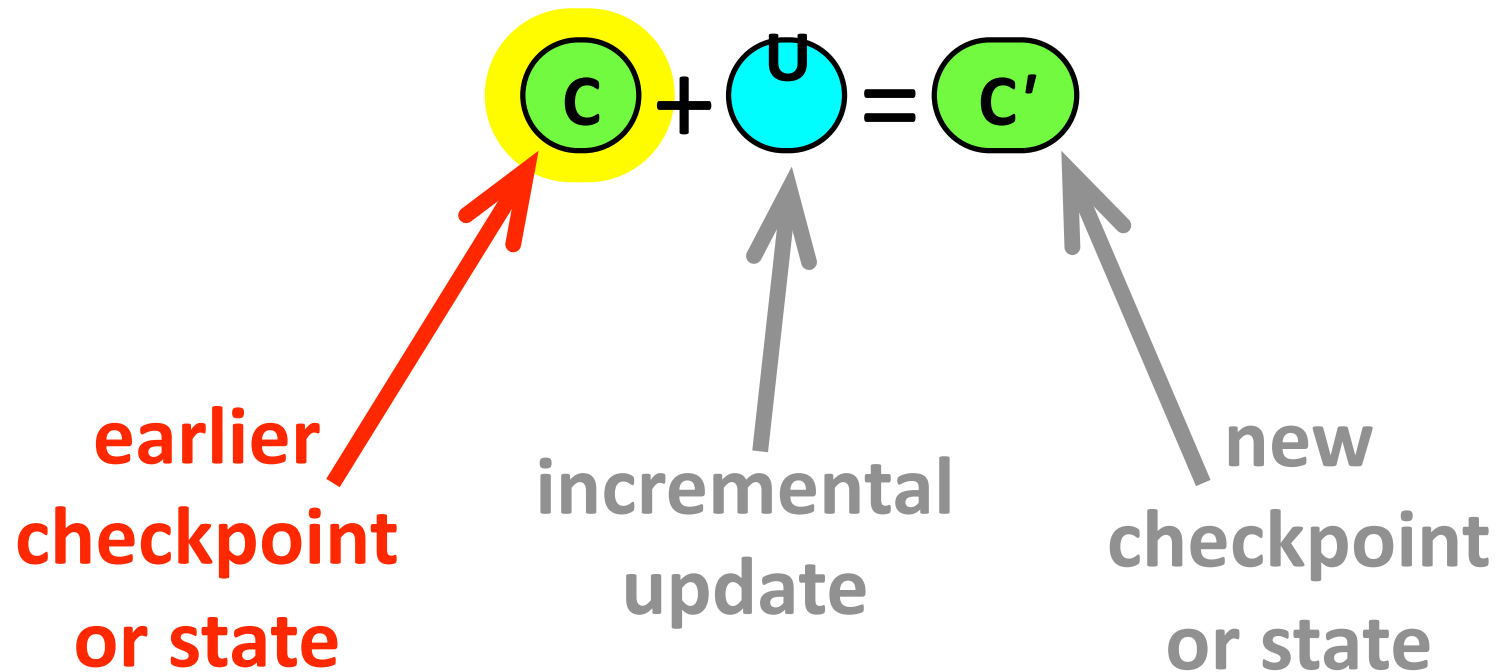 C + U = C′
earlier
checkpoint
or state
incremental
update
new
checkpoint
or state